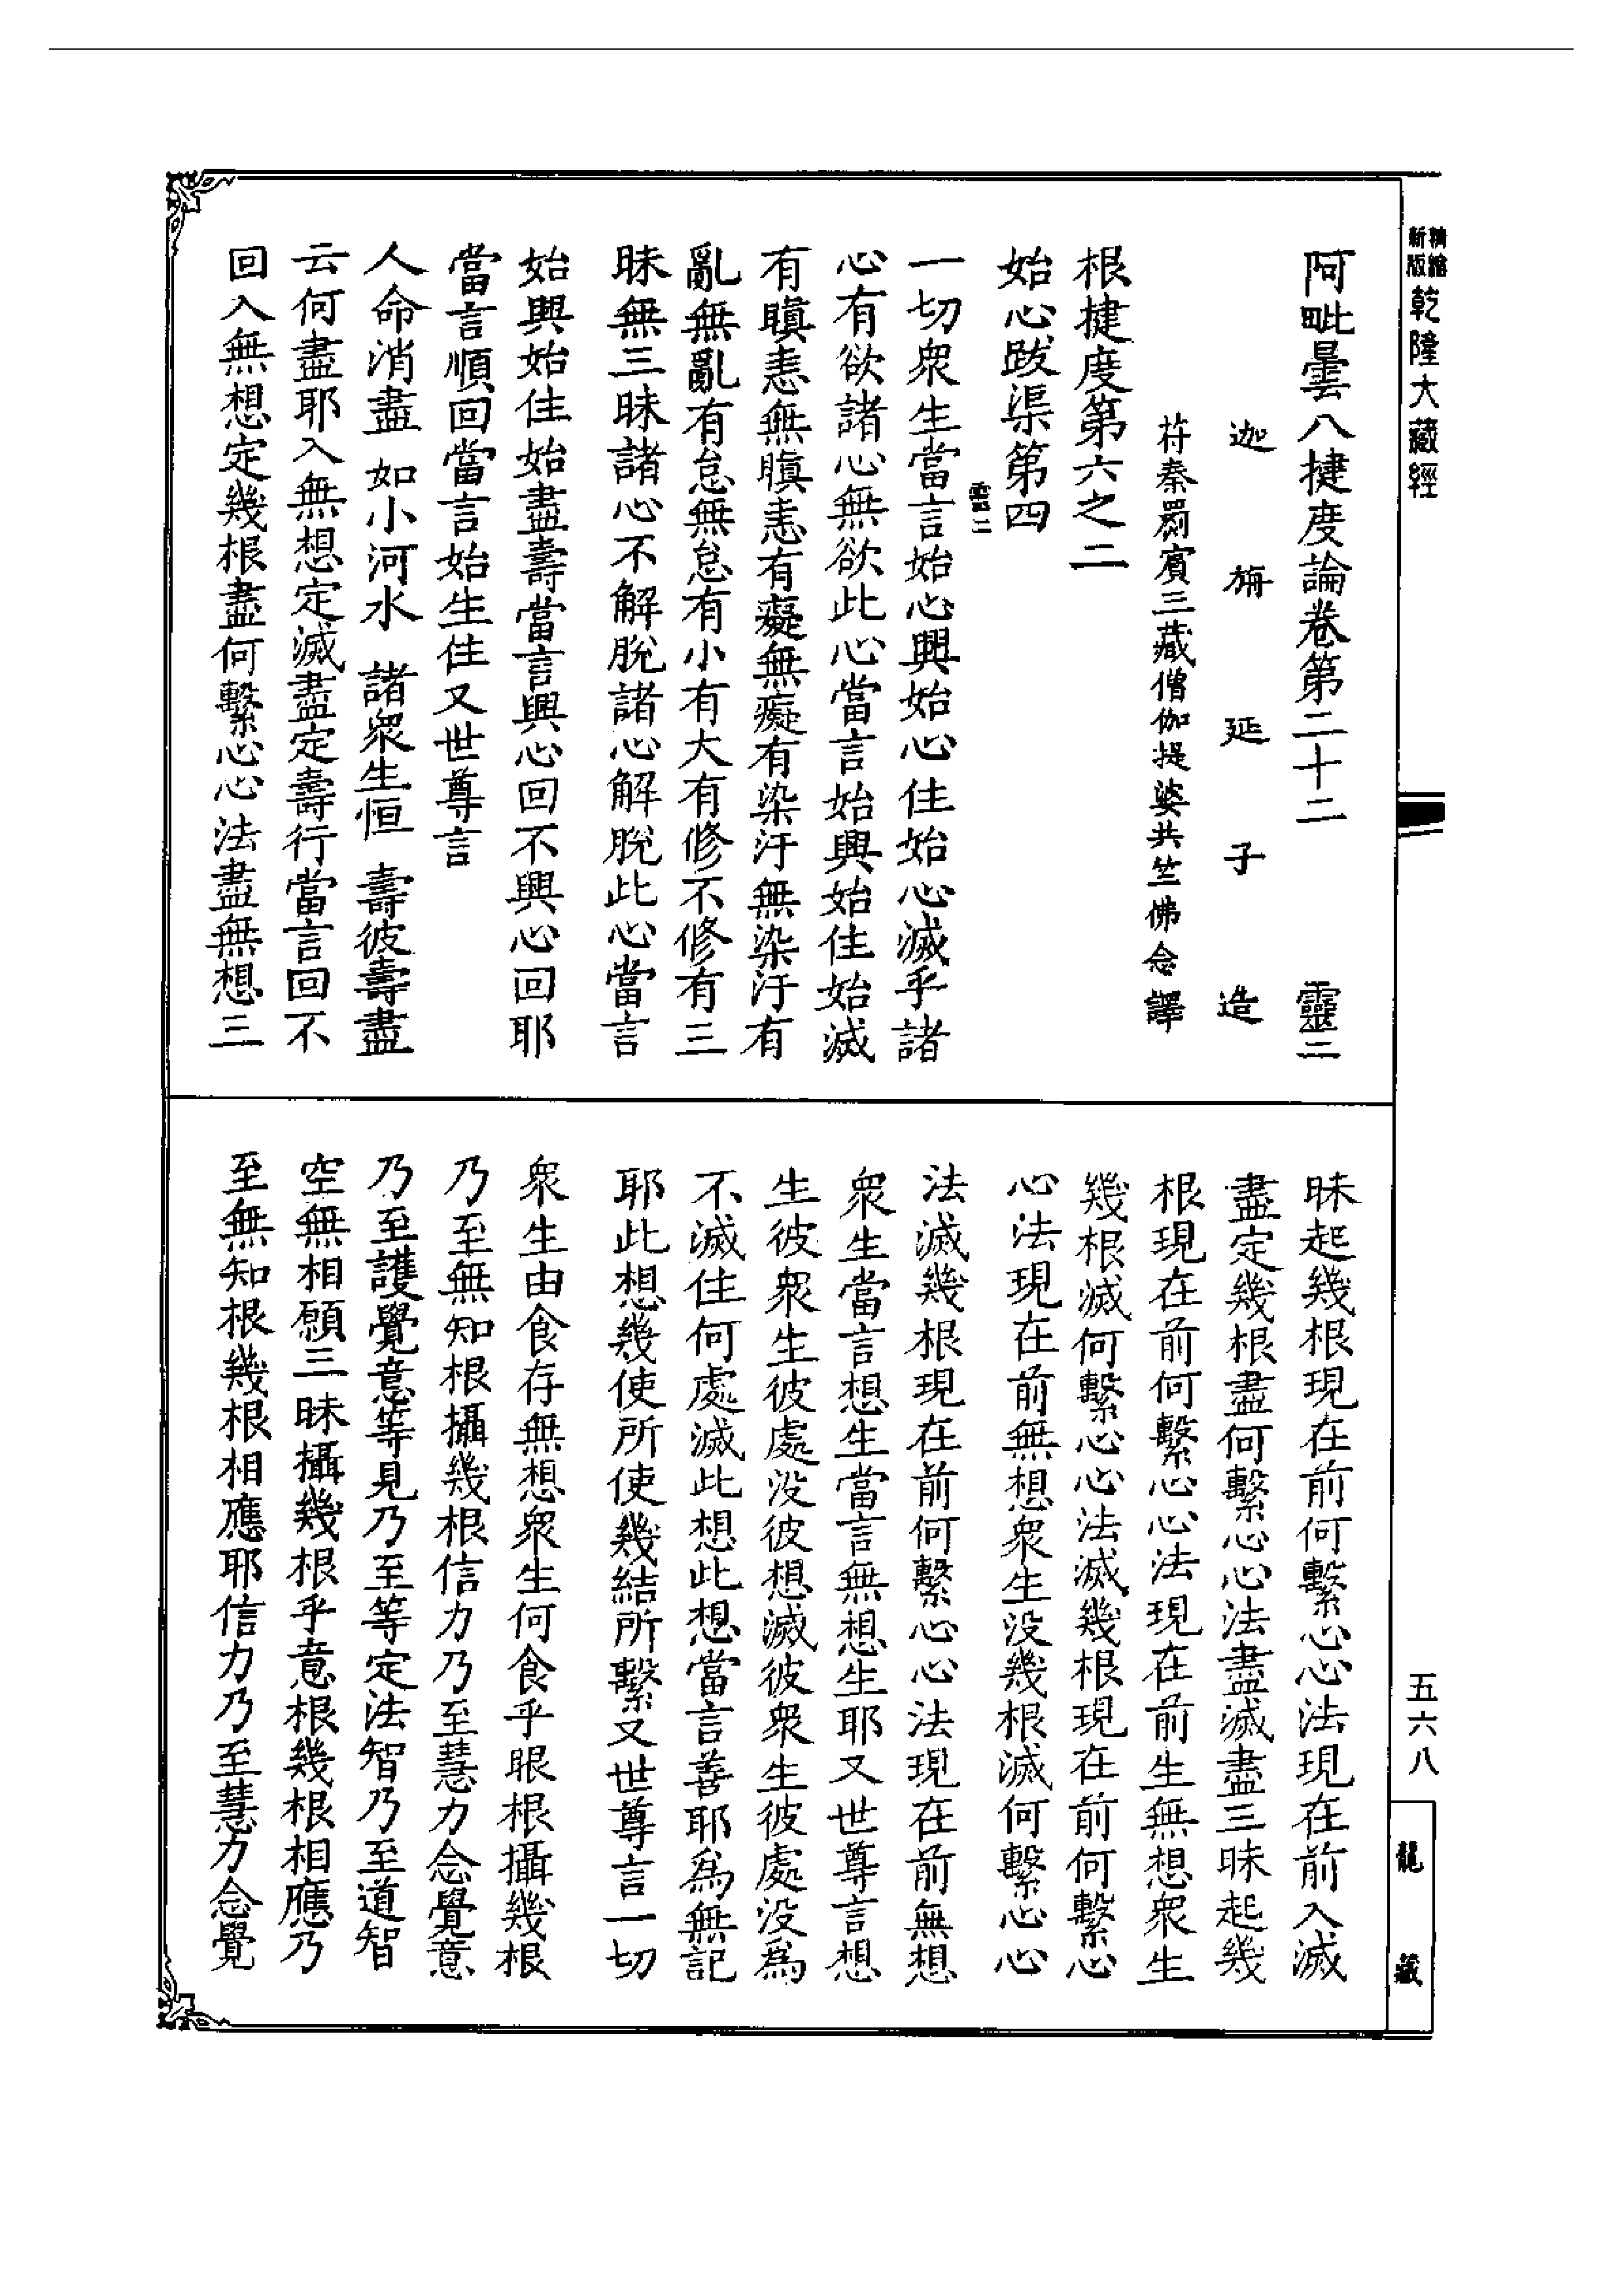 精縮新版乾隆大藏經
阿毗曇八揵度論卷第二十二 靈二
迦旃延子造
苻秦罽賓三藏僧伽提婆共竺佛念譯
根揵度第六之二
始心跋渠第四
靈二
一切衆生當言始心興始心住始心滅乎諸
心有欲諸心無欲此心當言始興始住始滅
有瞋恚無瞋恚有癡無癡有染汙無染汙有
亂無亂有怠無怠有小有大有修不修有三
昧無三昧諸心不解脫諸心解脫此心當言
始興始住始盡壽當言興心回不興心回耶
當言順回當言始生住又世尊言
人命消盡 如小河水 諸衆生恒 壽彼壽盡
云何盡耶入無想定滅盡定壽行當言回不
回入無想定幾根盡何繫心心法盡無想三
昧起幾根現在前何繫心心法現在前入滅
盡定幾根盡何繫心心法盡滅盡三昧起幾
根現在前何繫心心法現在前生無想衆生
幾根滅何繫心心法滅幾根現在前何繫心
心法現在前無想衆生没幾根滅何繫心心
法滅幾根現在前何繫心心法現在前無想
衆生當言想生當言無想生耶又世尊言想
生彼衆生彼處没彼想滅彼衆生彼處没爲
不滅住何處滅此想此想當言善耶爲無記
耶此想幾使所使幾結所繫又世尊言一切
衆生由食存無想衆生何食乎眼根攝幾根
乃至無知根攝幾根信力乃至慧力念覺意
乃至護覺意等見乃至等定法智乃至道智
空無相願三昧攝幾根乎意根幾根相應乃
至無知根幾根相應耶信力乃至慧力念覺
五六八
龍藏